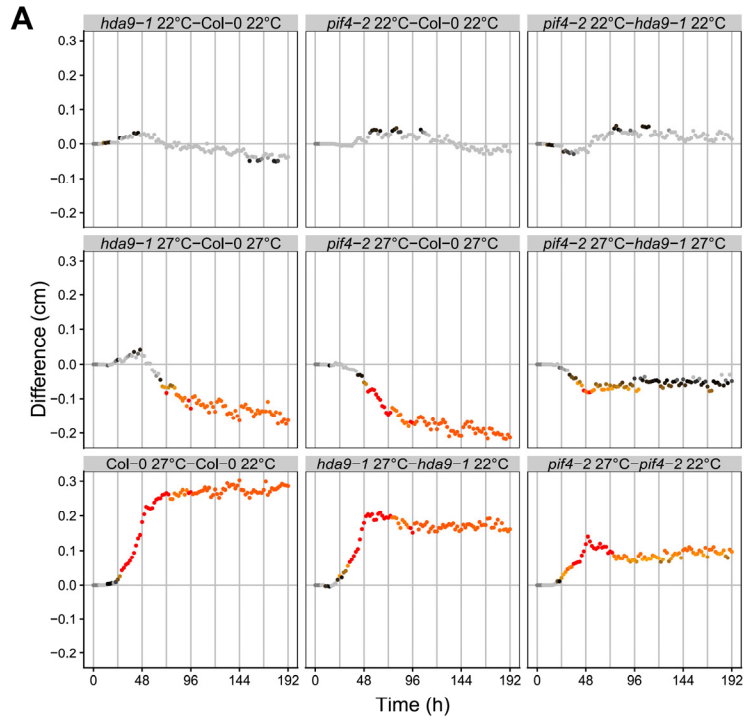 A
hda9−1 22°C−Col−0 22°C
pif4−2 22°C−Col−0 22°C
pif4−2 22°C−hda9−1 22°C
0.3
0.2
0.1
0.0
−0.1
−0.2
hda9−1 27°C−Col−0 27°C
pif4−2 27°C−Col−0 27°C
pif4−2 27°C−hda9−1 27°C
0.3
0.2
0.1
0.0
−0.1
−0.2
Difference (cm)
Col−0 27°C−Col−0 22°C
hda9−1 27°C−hda9−1 22°C
pif4−2 27°C−pif4−2 22°C
0.3
0.2
0.1
0.0
−0.1
−0.2
0 48 96 144 192
0 48 96 144 192
0 48 96 144 192
Time (h)